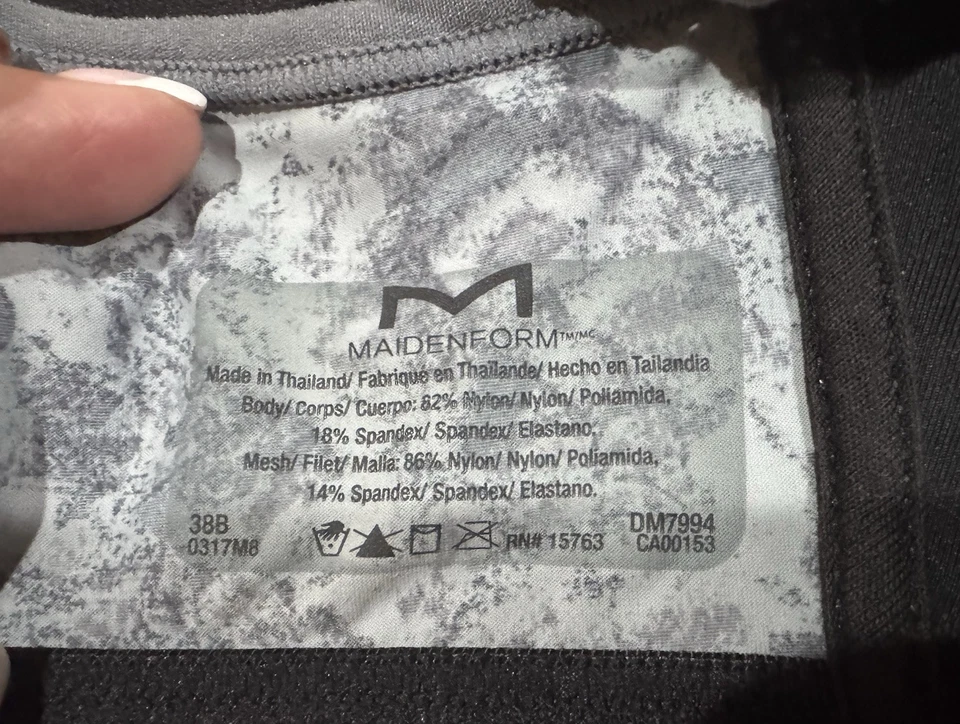 MAIDENFORM™/MC
Made in Thailand/ Fabriqué en Thaïlande/ Hecho en Tailandia
Body/ Corps/ Cuerpo: 82% Nylon/ Nylon/ Poliamida,
18% Spandex/ Spandex/ Elastano.
Mesh/ Filet/ Malla: 86% Nylon/ Nylon/ Poliamida,
14% Spandex/ Spandex/ Elastano.
38B
0317M8
RN# 15763
DM7994
CA00153